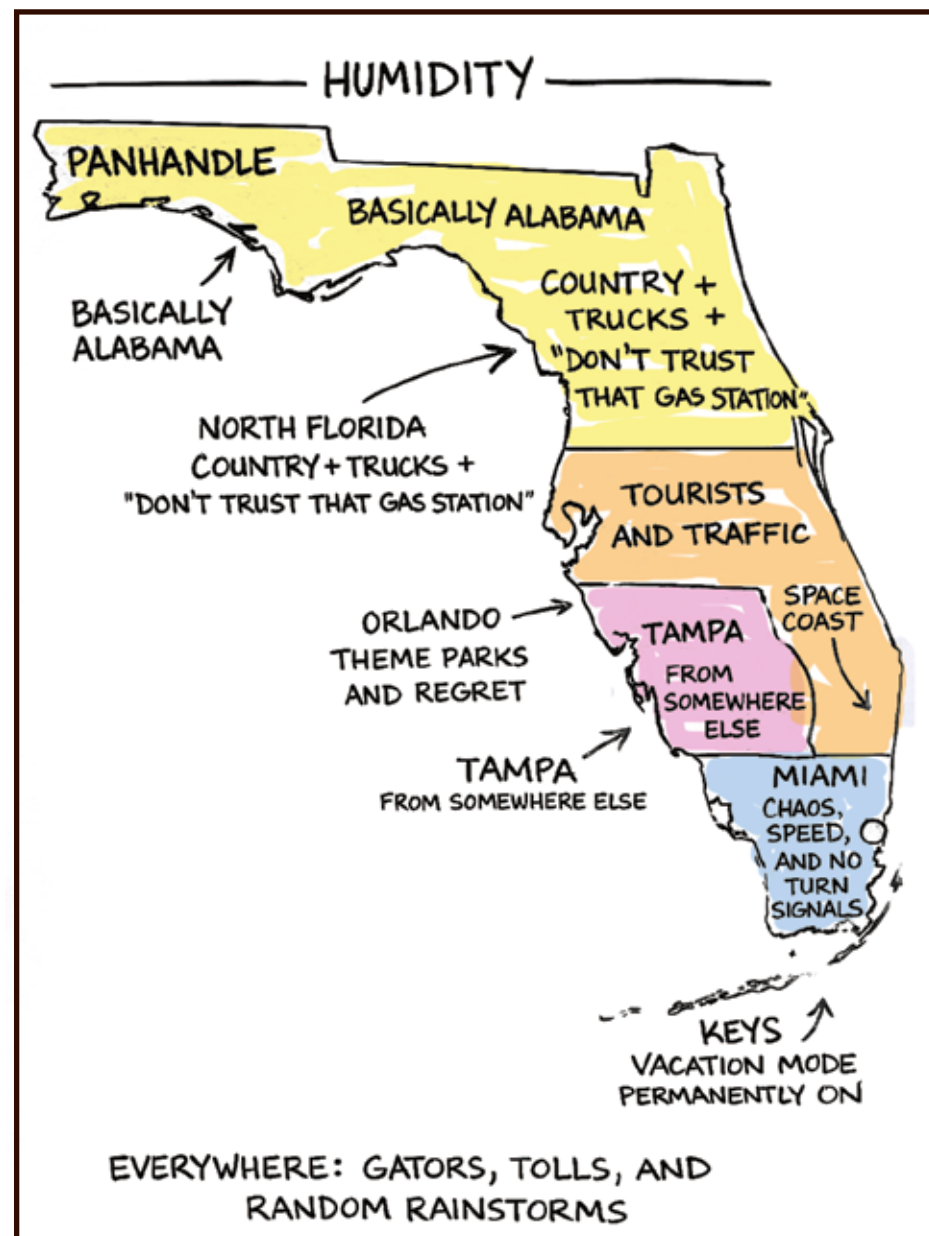 HUMIDITY
PANHANDLE
BASICALLY ALABAMA
BASICALLY
ALABAMA
COUNTRY +
TRUCKS +
"DON'T TRUST
THAT GAS STATION"
NORTH FLORIDA
COUNTRY + TRUCKS +
"DON'T TRUST THAT GAS STATION"
TOURISTS
AND TRAFFIC
ORLANDO
THEME PARKS
AND REGRET
TAMPA
FROM
SOMEWHERE
ELSE
SPACE
COAST
TAMPA
FROM SOMEWHERE ELSE
MIAMI
CHAOS,
SPEED,
AND NO
TURN
SIGNALS
KEYS
VACATION MODE
PERMANENTLY ON
EVERYWHERE: GATORS, TOLLS, AND
RANDOM RAINSTORMS